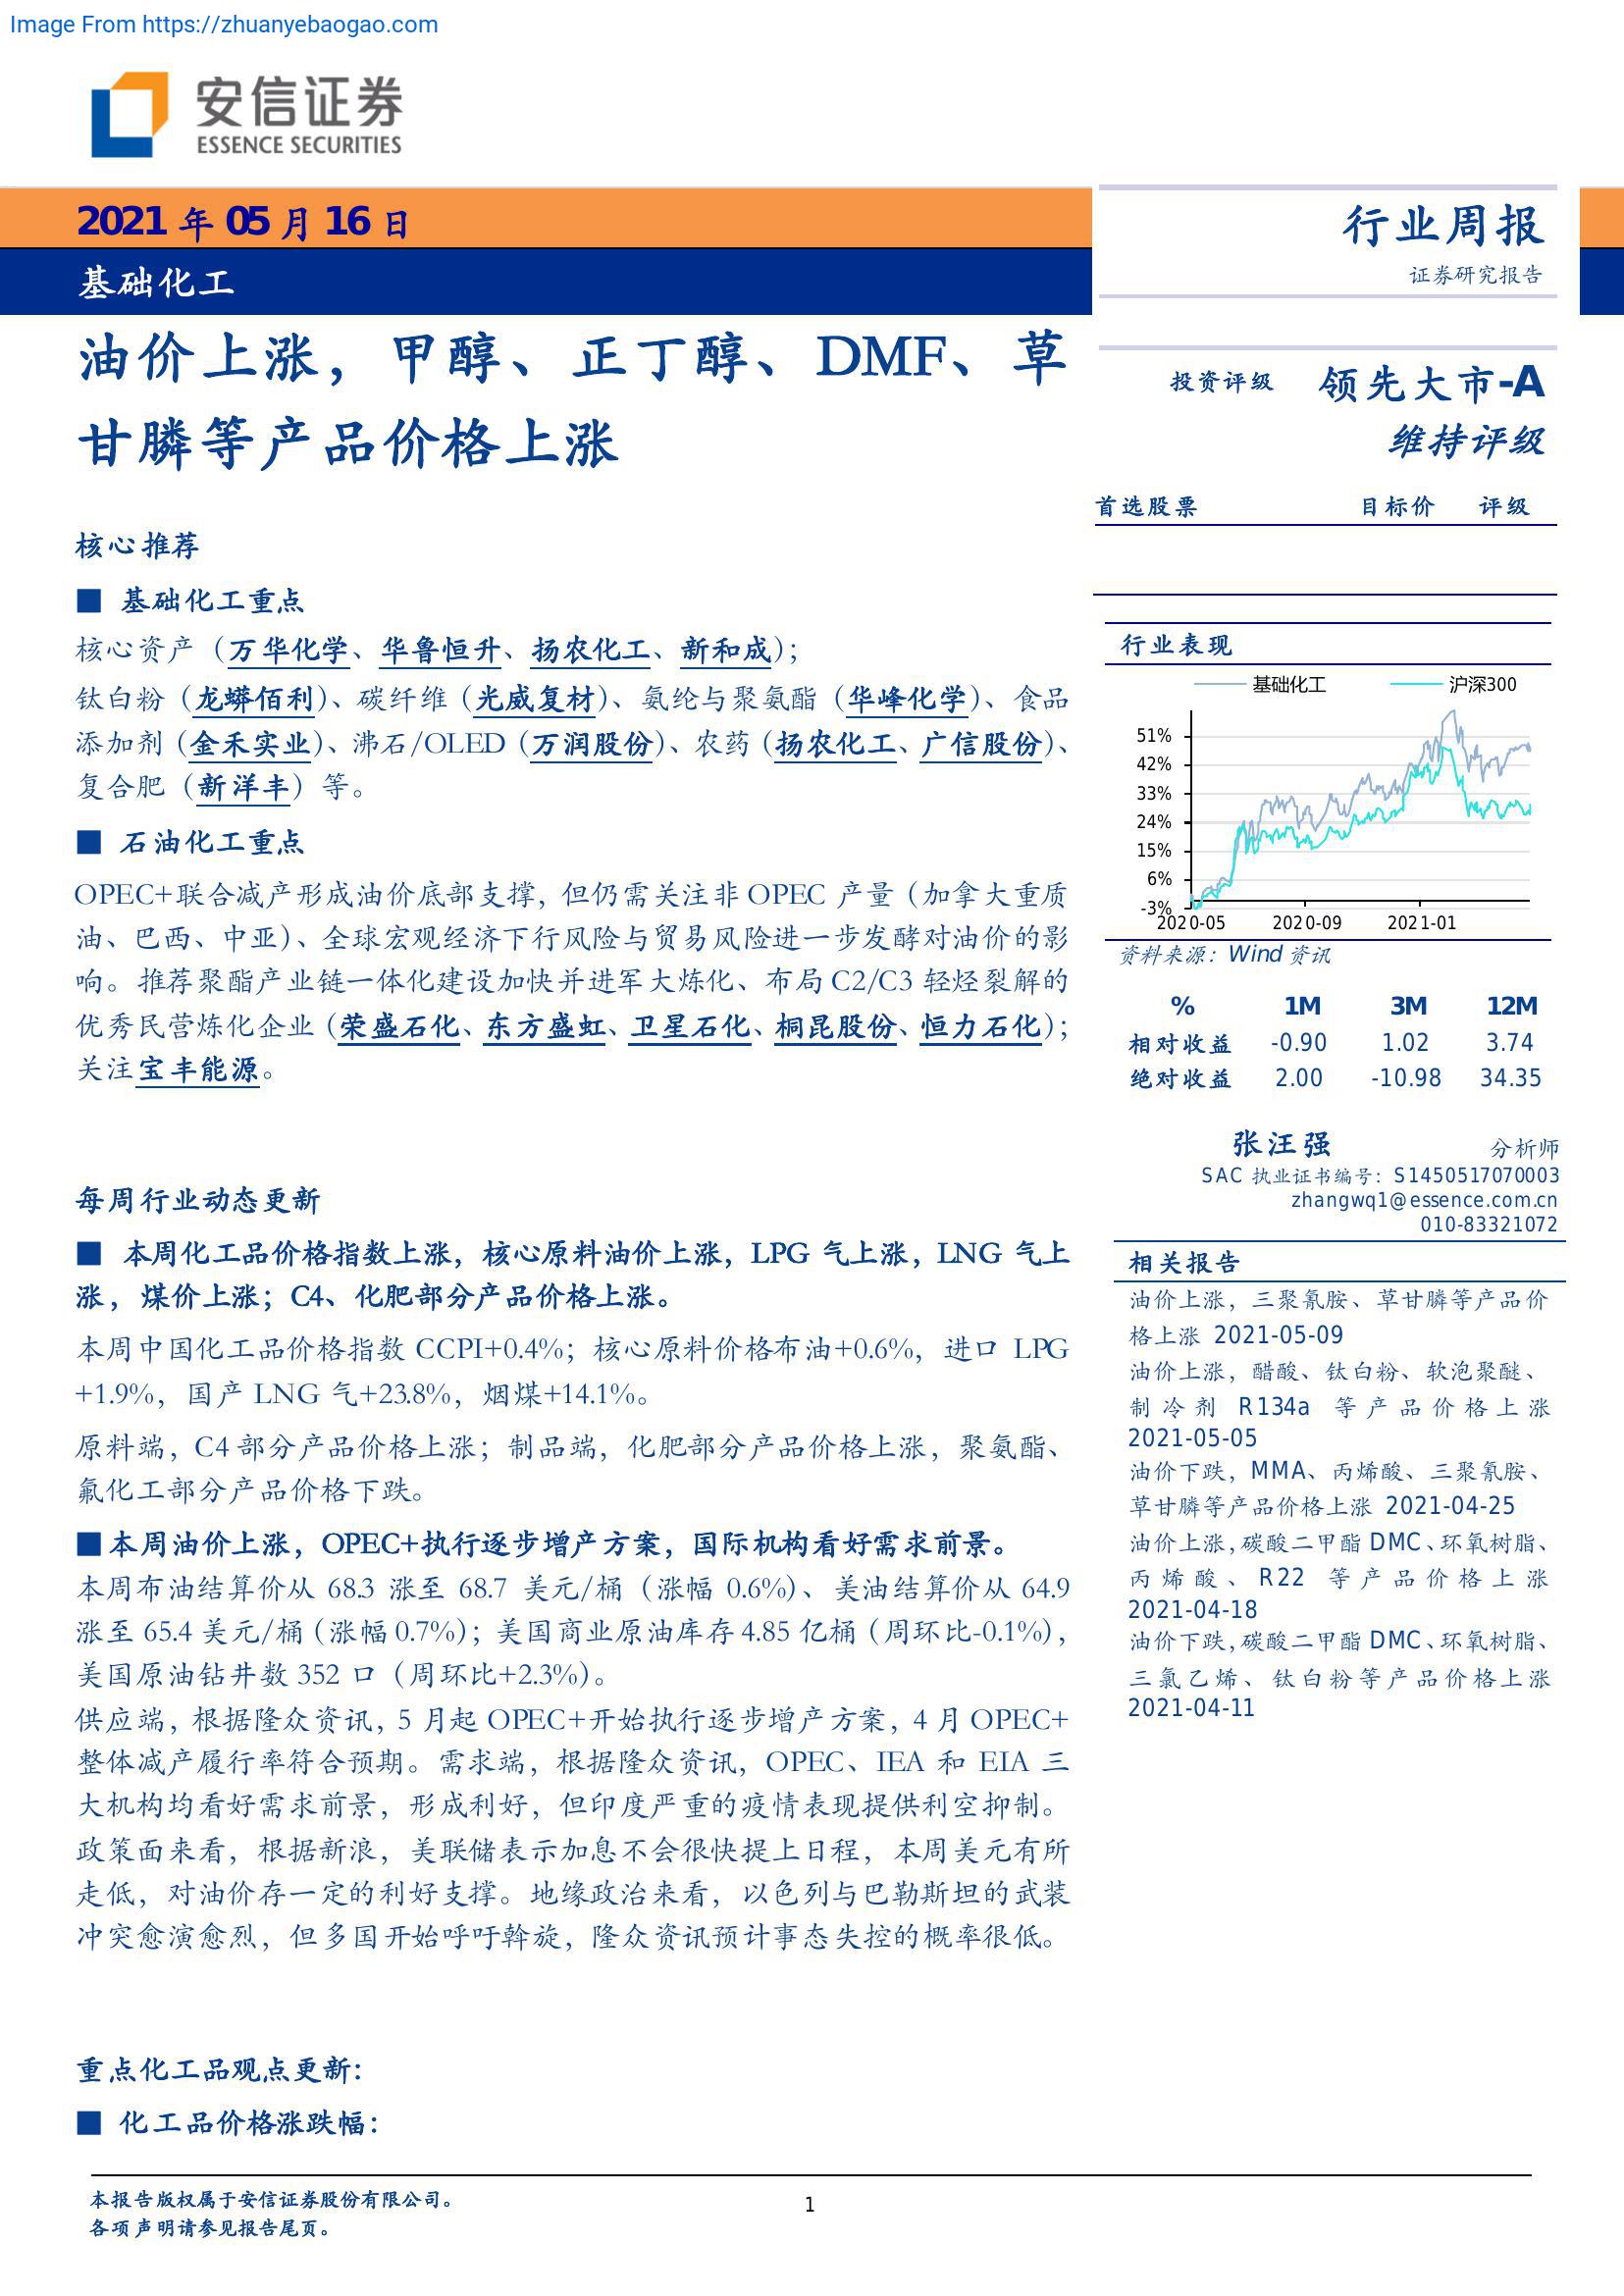 Image From https://zhuanyebaogao.com
安信证券
ESSENCE SECURITIES
2021 年 05 月 16 日
基础化工
行业周报
证券研究报告
油价上涨，甲醇、正丁醇、DMF、草
甘膦等产品价格上涨
核心推荐
■ 基础化工重点
核心资产（万华化学、华鲁恒升、扬农化工、新和成）；
钛白粉（龙蟒佰利）、碳纤维（光威复材）、氨纶与聚氨酯（华峰化学）、食品
添加剂（金禾实业）、沸石/OLED（万润股份）、农药（扬农化工、广信股份）、
复合肥（新洋丰）等。
■ 石油化工重点
OPEC+联合减产形成油价底部支撑，但仍需关注非 OPEC 产量（加拿大重质
油、巴西、中亚）、全球宏观经济下行风险与贸易风险进一步发酵对油价的影
响。推荐聚酯产业链一体化建设加快并进军大炼化、布局 C2/C3 轻烃裂解的
优秀民营炼化企业（荣盛石化、东方盛虹、卫星石化、桐昆股份、恒力石化）；
关注宝丰能源。
每周行业动态更新
■ 本周化工品价格指数上涨，核心原料油价上涨，LPG 气上涨，LNG 气上
涨，煤价上涨；C4、化肥部分产品价格上涨。
本周中国化工品价格指数 CCPI+0.4%；核心原料价格布油+0.6%，进口 LPG
+1.9%，国产 LNG 气+23.8%，烟煤+14.1%。
原料端，C4 部分产品价格上涨；制品端，化肥部分产品价格上涨，聚氨酯、
氟化工部分产品价格下跌。
■本周油价上涨，OPEC+执行逐步增产方案，国际机构看好需求前景。
本周布油结算价从 68.3 涨至 68.7 美元/桶（涨幅 0.6%）、美油结算价从 64.9
涨至 65.4 美元/桶（涨幅 0.7%）；美国商业原油库存 4.85 亿桶（周环比-0.1%），
美国原油钻井数 352 口（周环比+2.3%）。
供应端，根据隆众资讯，5 月起 OPEC+开始执行逐步增产方案，4 月 OPEC+
整体减产履行率符合预期。需求端，根据隆众资讯，OPEC、IEA 和 EIA 三
大机构均看好需求前景，形成利好，但印度严重的疫情表现提供利空抑制。
政策面来看，根据新浪，美联储表示加息不会很快提上日程，本周美元有所
走低，对油价存一定的利好支撑。地缘政治来看，以色列与巴勒斯坦的武装
冲突愈演愈烈，但多国开始呼吁斡旋，隆众资讯预计事态失控的概率很低。
重点化工品观点更新：
■ 化工品价格涨跌幅：
投资评级 领先大市-A
维持评级
首选股票 目标价 评级
行业表现
基础化工 沪深300
51%
42%
33%
24%
15%
6%
-3%
2020-05 2020-09 2021-01
资料来源：Wind 资讯
% 1M 3M 12M
相对收益 -0.90 1.02 3.74
绝对收益 2.00 -10.98 34.35
张汪强 分析师
SAC 执业证书编号：S1450517070003
zhangwq1@essence.com.cn
010-83321072
相关报告
油价上涨，三聚氰胺、草甘膦等产品价
格上涨 2021-05-09
油价上涨，醋酸、钛白粉、软泡聚醚、
制冷剂 R134a 等产品价格上涨
2021-05-05
油价下跌，MMA、丙烯酸、三聚氰胺、
草甘膦等产品价格上涨 2021-04-25
油价上涨,碳酸二甲酯 DMC、环氧树脂、
丙烯酸、R22 等产品价格上涨
2021-04-18
油价下跌,碳酸二甲酯 DMC、环氧树脂、
三氯乙烯、钛白粉等产品价格上涨
2021-04-11
本报告版权属于安信证券股份有限公司。
各项声明请参见报告尾页。
1